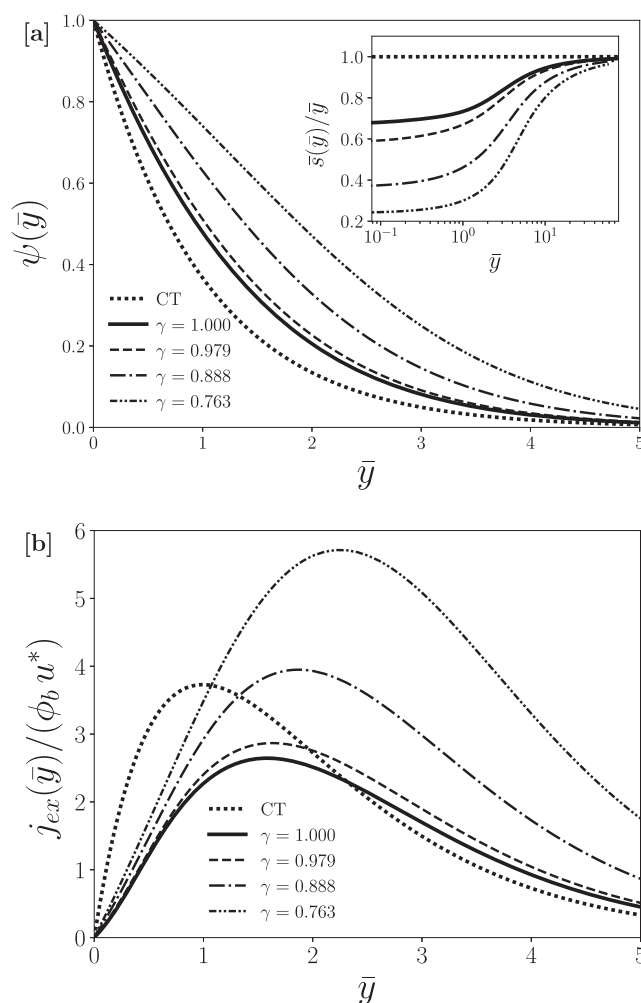 [a]
1.0
0.8
0.6
0.4
0.2
0.0
ψ(ȳ)
CT
γ = 1.000
γ = 0.979
γ = 0.888
γ = 0.763
0 1 2 3 4 5
ȳ
1.0
0.8
0.6
0.4
0.2
s̄(ȳ)/ȳ
10⁻¹ 10⁰ 10¹
ȳ
[b]
6
5
4
3
2
1
0
j_ex(ȳ)/(ϕ_b u*)
CT
γ = 1.000
γ = 0.979
γ = 0.888
γ = 0.763
0 1 2 3 4 5
ȳ